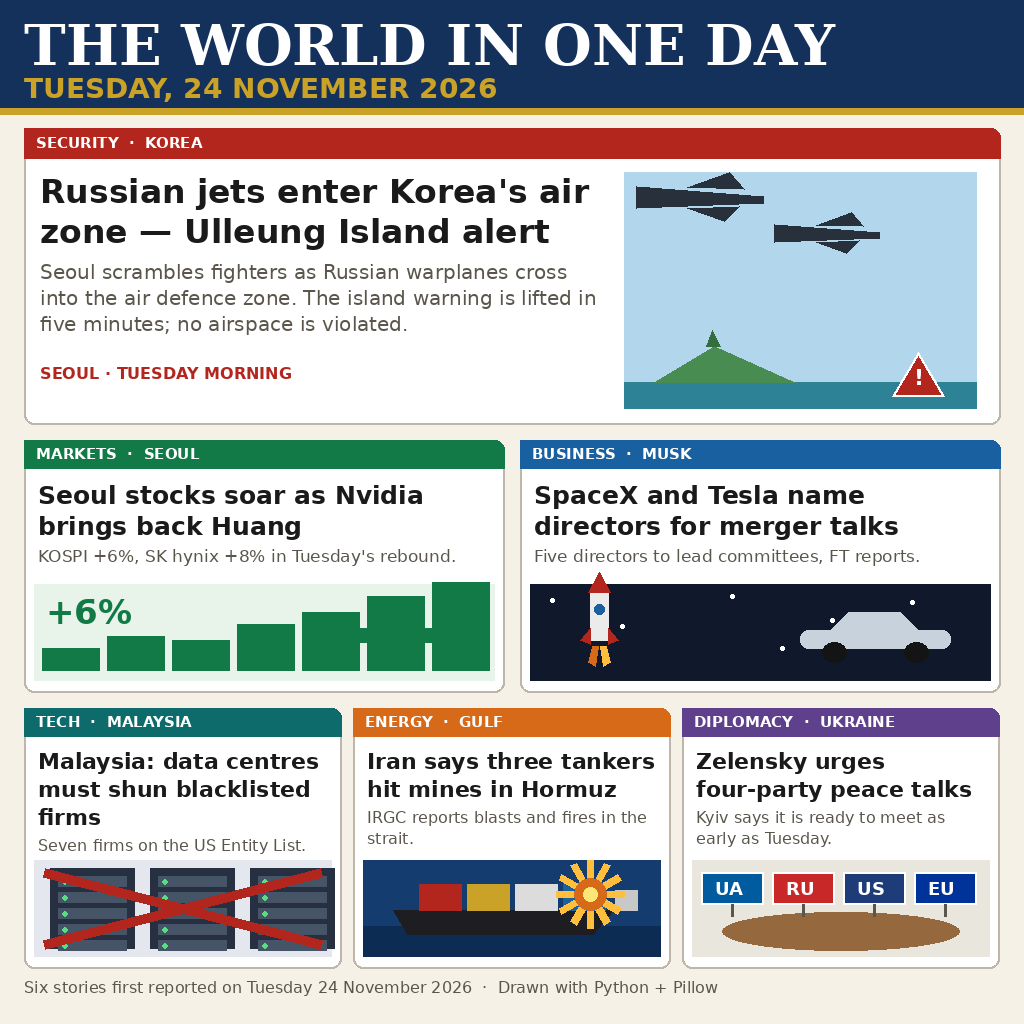 THE WORLD IN ONE DAY
TUESDAY, 24 NOVEMBER 2026
SECURITY · KOREA
Russian jets enter Korea's air
zone — Ulleung Island alert
Seoul scrambles fighters as Russian warplanes cross
into the air defence zone. The island warning is lifted in
five minutes; no airspace is violated.
SEOUL · TUESDAY MORNING
!
MARKETS · SEOUL
Seoul stocks soar as Nvidia
brings back Huang
KOSPI +6%, SK hynix +8% in Tuesday's rebound.
+6%
BUSINESS · MUSK
SpaceX and Tesla name
directors for merger talks
Five directors to lead committees, FT reports.
TECH · MALAYSIA
Malaysia: data centres
must shun blacklisted
firms
Seven firms on the US Entity List.
ENERGY · GULF
Iran says three tankers
hit mines in Hormuz
IRGC reports blasts and fires in the
strait.
DIPLOMACY · UKRAINE
Zelensky urges
four-party peace talks
Kyiv says it is ready to meet as
early as Tuesday.
UA RU US EU
Six stories first reported on Tuesday 24 November 2026 · Drawn with Python + Pillow